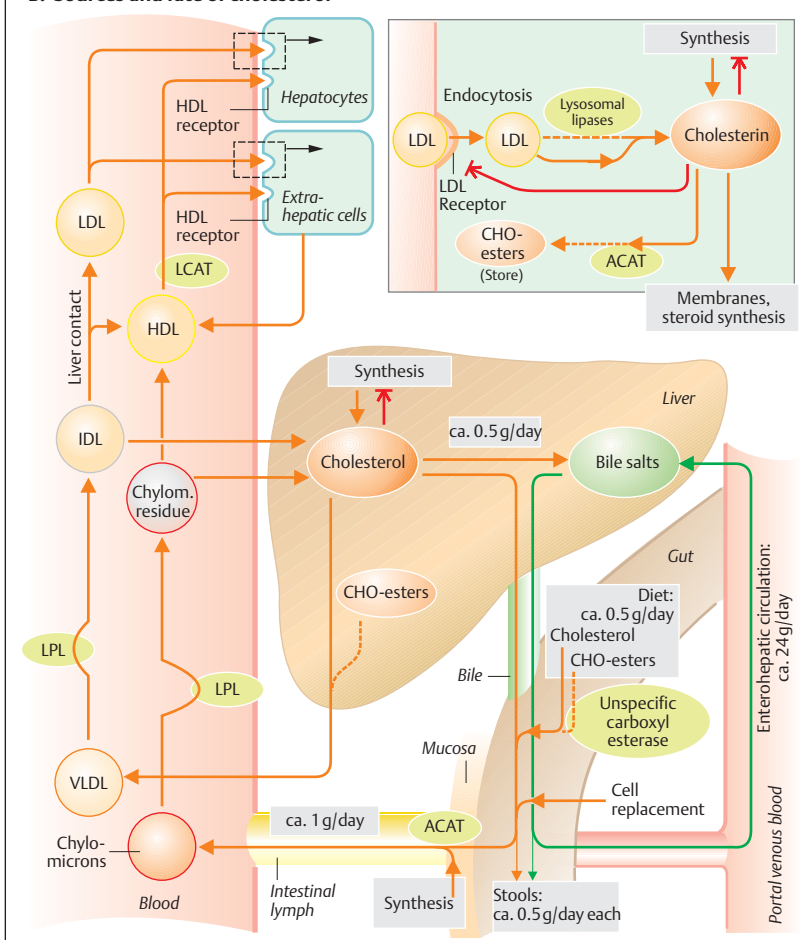 Sources and fate of cholesterol
Hepatocytes
HDL
receptor
Extra-
hepatic cells
HDL
receptor
LDL
LCAT
HDL
Liver contact
IDL
Chylom.
residue
LPL
LPL
VLDL
Chylo-
microns
Blood
Synthesis
Endocytosis
Lysosomal
lipases
LDL
LDL
Cholesterin
LDL
Receptor
CHO-
esters
(Store)
ACAT
Membranes,
steroid synthesis
Synthesis
Liver
ca. 0.5 g/day
Cholesterol
Bile salts
CHO-esters
Gut
Diet:
ca. 0.5 g/day
Cholesterol
CHO-esters
Bile
Unspecific
carboxyl
esterase
Mucosa
Cell
replacement
ca. 1 g/day
ACAT
Intestinal
lymph
Synthesis
Stools:
ca. 0.5 g/day each
Enterohepatic circulation:
ca. 24 g/day
Portal venous blood